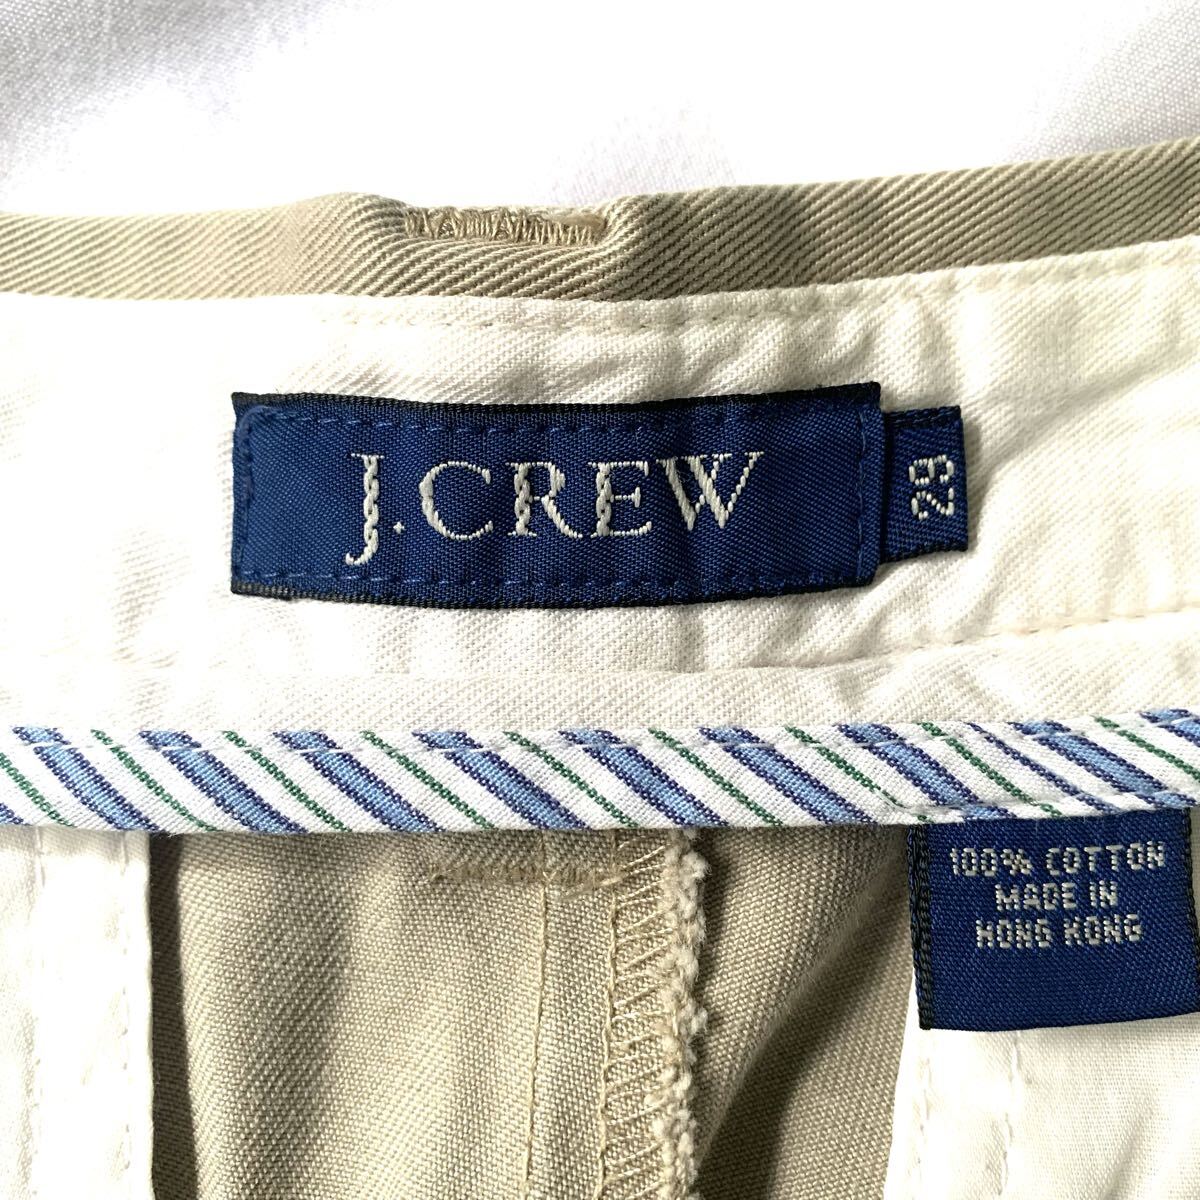 J.CREW
29
100% COTTON
MADE IN
HONG KONG